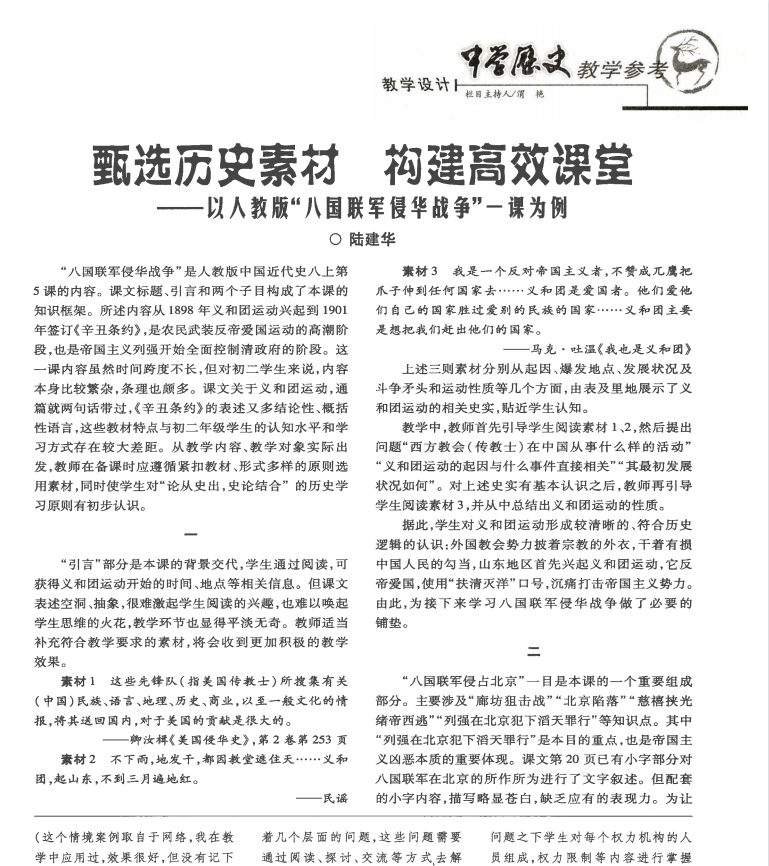 中学历史教学参考
教学设计
栏目主持人/渭 艳
甄选历史素材 构建高效课堂
——以人教版“八国联军侵华战争”一课为例
○ 陆建华
“八国联军侵华战争”是人教版中国近代史八上第
5课的内容。课文标题、引言和两个子目构成了本课的
知识框架。所述内容从1898年义和团运动兴起到1901
年签订《辛丑条约》,是农民武装反帝爱国运动的高潮阶
段,也是帝国主义列强开始全面控制清政府的阶段。这
一课内容虽然时间跨度不长,但对初二学生来说,内容
本身比较繁杂,条理也颇多。课文关于义和团运动,通
篇就两句话带过,《辛丑条约》的表述又多结论性、概括
性语言,这些教材特点与初二年级学生的认知水平和学
习方式存在较大差距。从教学内容、教学对象实际出
发,教师在备课时应遵循紧扣教材、形式多样的原则选
用素材,同时使学生对“论从史出,史论结合” 的历史学
习原则有初步认识。
一
“引言”部分是本课的背景交代,学生通过阅读,可
获得义和团运动开始的时间、地点等相关信息。但课文
表述空洞、抽象,很难激起学生阅读的兴趣,也难以唤起
学生思维的火花,教学环节也显得平淡无奇。教师适当
补充符合教学要求的素材,将会收到更加积极的教学
效果。
素材1 这些先锋队(指美国传教士)所搜集有关
(中国)民族、语言、地理、历史、商业,以至一般文化的情
报,将其送回国内,对于美国的贡献是很大的。
——卿汝楫《美国侵华史》,第2卷第253页
素材2 不下雨,地发干,都因教堂遮住天……义和
团,起山东,不到三月遍地红。
——民谣
素材3 我是一个反对帝国主义者,不赞成兀鹰把
爪子伸到任何国家去……义和团是爱国者。他们爱他
们自己的国家胜过爱别的民族的国家……义和团主要
是想把我们赶出他们的国家。
——马克·吐温《我也是义和团》
上述三则素材分别从起因、爆发地点、发展状况及
斗争矛头和运动性质等几个方面,由表及里地展示了义
和团运动的相关史实,贴近学生认知。
教学中,教师首先引导学生阅读素材1、2,然后提出
问题“西方教会(传教士)在中国从事什么样的活动”
“义和团运动的起因与什么事件直接相关”“其最初发展
状况如何”。对上述史实有基本认识之后,教师再引导
学生阅读素材3,并从中总结出义和团运动的性质。
据此,学生对义和团运动形成较清晰的、符合历史
逻辑的认识:外国教会势力披着宗教的外衣,干着有损
中国人民的勾当,山东地区首先兴起义和团运动,它反
帝爱国,使用“扶清灭洋”口号,沉痛打击帝国主义势力。
由此,为接下来学习八国联军侵华战争做了必要的
铺垫。
二
“八国联军侵占北京”一目是本课的一个重要组成
部分。主要涉及“廊坊狙击战”“北京陷落”“慈禧挟光
绪帝西逃”“列强在北京犯下滔天罪行”等知识点。其中
“列强在北京犯下滔天罪行”是本目的重点,也是帝国主
义凶恶本质的重要体现。课文第20页已有小字部分对
八国联军在北京的所作所为进行了文字叙述。但配套
的小字内容,描写略显苍白,缺乏应有的表现力。为让
(这个情境案例取自于网络,我在教
学中应用过,效果很好,但没有记下
着几个层面的问题,这些问题需要
通过阅读、探讨、交流等方式去解
问题之下学生对每个权力机构的人
员组成,权力限制等内容进行掌握